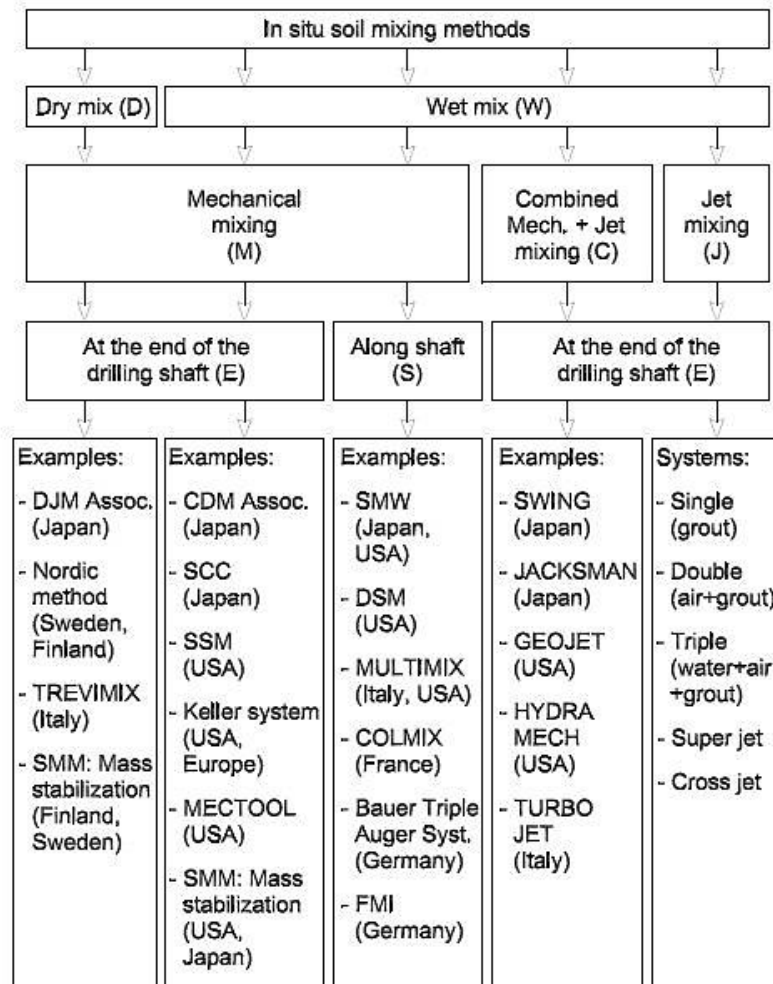 In situ soil mixing methods
Dry mix (D)
Wet mix (W)
Mechanical
mixing
(M)
Combined
Mech. + Jet
mixing (C)
Jet
mixing
(J)
At the end of the
drilling shaft (E)
Along shaft
(S)
At the end of the
drilling shaft (E)
Examples:
- DJM Assoc.
(Japan)
- Nordic
method
(Sweden,
Finland)
- TREVIMIX
(Italy)
- SMM: Mass
stabilization
(Finland,
Sweden)
Examples:
- CDM Assoc.
(Japan)
- SCC
(Japan)
- SSM
(USA)
- Keller system
(USA,
Europe)
- MECTOOL
(USA)
- SMM: Mass
stabilization
(USA,
Japan)
Examples:
- SMW
(Japan,
USA)
- DSM
(USA)
- MULTIMIX
(Italy, USA)
- COLMIX
(France)
- Bauer Triple
Auger Syst.
(Germany)
- FMI
(Germany)
Examples:
- SWING
(Japan)
- JACKSMAN
(Japan)
- GEOJET
(USA)
- HYDRA
MECH
(USA)
- TURBO
JET
(Italy)
Systems:
- Single
(grout)
- Double
(air+grout)
- Triple
(water+air
+grout)
- Super jet
- Cross jet